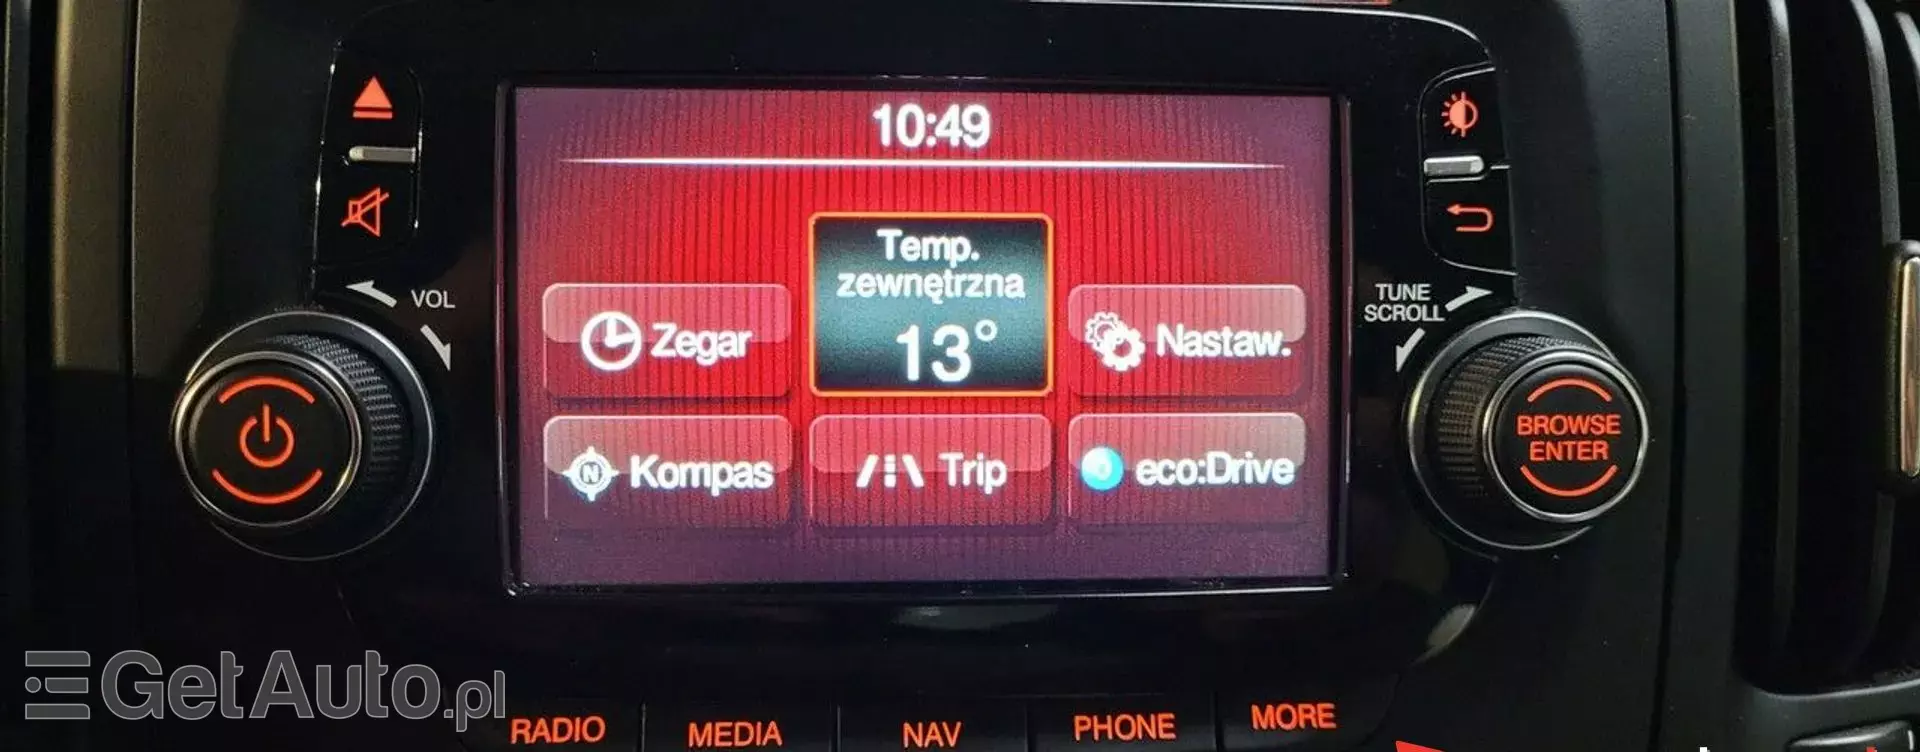 10:49
VOL
TUNE
SCROLL
Temp.
zewnętrzna
13°
Zegar
Nastaw.
N
Kompas
Trip
eco:Drive
BROWSE
ENTER
GetAuto.pl
RADIO
MEDIA
NAV
PHONE
MORE